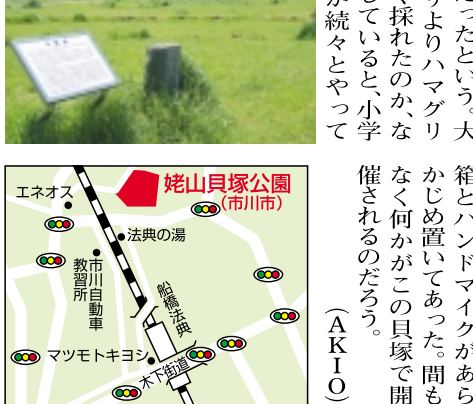 たったという。大
りよりハマグリ
く採れたのか、な
していると、小学
が続々とやって
箱とハンドマイクがあら
かじめ置いてあった。間も
なく何かがこの貝塚で開
催されるのだろう。
（AKIO）
姥山貝塚公園
（市川市）
エネオス
法典の湯
市川自動車
教習所
船橋法典
マツモトキヨシ
木下街道